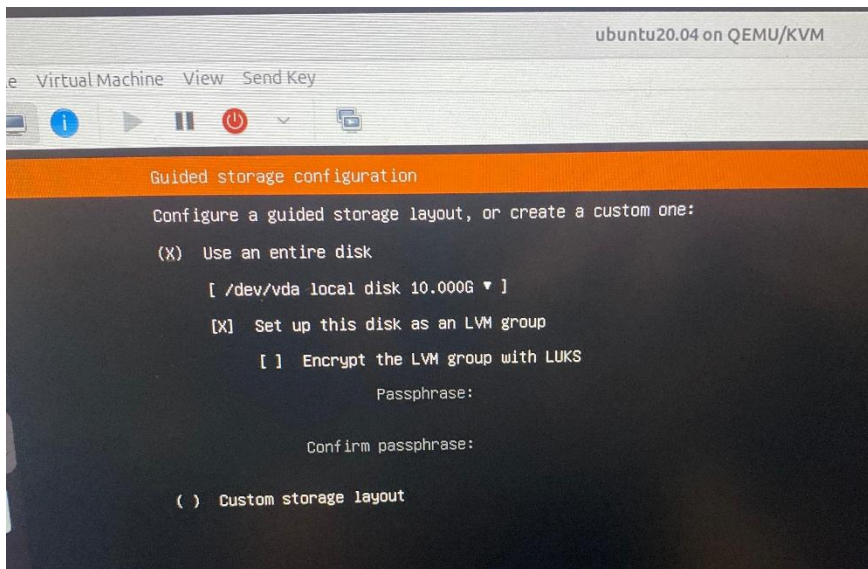 ubuntu20.04 on QEMU/KVM
Virtual Machine View Send Key
Guided storage configuration
Configure a guided storage layout, or create a custom one:
(X) Use an entire disk
[ /dev/vda local disk 10.000G ▾ ]
[X] Set up this disk as an LVM group
[ ] Encrypt the LVM group with LUKS
Passphrase:
Confirm passphrase:
( ) Custom storage layout